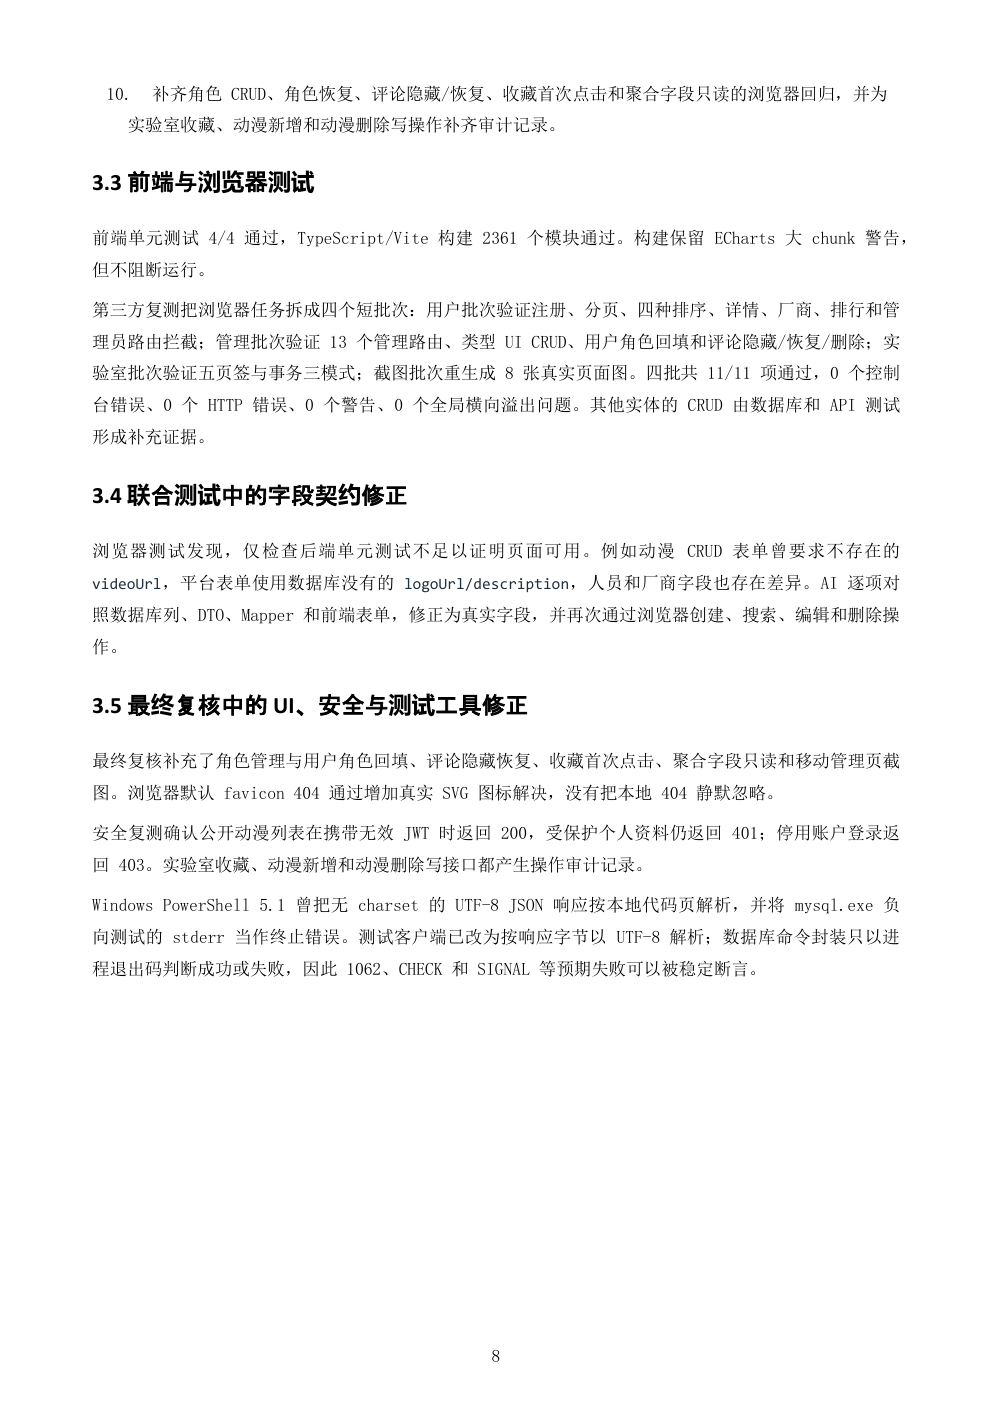 10. 补齐角色 CRUD、角色恢复、评论隐藏/恢复、收藏首次点击和聚合字段只读的浏览器回归，并为
实验室收藏、动漫新增和动漫删除写操作补齐审计记录。
3.3 前端与浏览器测试
前端单元测试 4/4 通过，TypeScript/Vite 构建 2361 个模块通过。构建保留 ECharts 大 chunk 警告，
但不阻断运行。
第三方复测把浏览器任务拆成四个短批次：用户批次验证注册、分页、四种排序、详情、厂商、排行和管
理员路由拦截；管理批次验证 13 个管理路由、类型 UI CRUD、用户角色回填和评论隐藏/恢复/删除；实
验室批次验证五页签与事务三模式；截图批次重生成 8 张真实页面图。四批共 11/11 项通过，0 个控制
台错误、0 个 HTTP 错误、0 个警告、0 个全局横向溢出问题。其他实体的 CRUD 由数据库和 API 测试
形成补充证据。
3.4 联合测试中的字段契约修正
浏览器测试发现，仅检查后端单元测试不足以证明页面可用。例如动漫 CRUD 表单曾要求不存在的
videoUrl，平台表单使用数据库没有的 logoUrl/description，人员和厂商字段也存在差异。AI 逐项对
照数据库列、DTO、Mapper 和前端表单，修正为真实字段，并再次通过浏览器创建、搜索、编辑和删除操
作。
3.5 最终复核中的 UI、安全与测试工具修正
最终复核补充了角色管理与用户角色回填、评论隐藏恢复、收藏首次点击、聚合字段只读和移动管理页截
图。浏览器默认 favicon 404 通过增加真实 SVG 图标解决，没有把本地 404 静默忽略。
安全复测确认公开动漫列表在携带无效 JWT 时返回 200，受保护个人资料仍返回 401；停用账户登录返
回 403。实验室收藏、动漫新增和动漫删除写接口都产生操作审计记录。
Windows PowerShell 5.1 曾把无 charset 的 UTF-8 JSON 响应按本地代码页解析，并将 mysql.exe 负
向测试的 stderr 当作终止错误。测试客户端已改为按响应字节以 UTF-8 解析；数据库命令封装只以进
程退出码判断成功或失败，因此 1062、CHECK 和 SIGNAL 等预期失败可以被稳定断言。
8